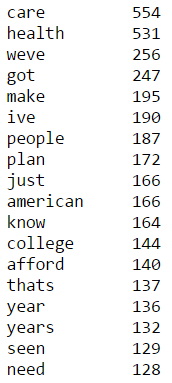 care 554
health 531
weve 256
got 247
make 195
ive 190
people 187
plan 172
just 166
american 166
know 164
college 144
afford 140
thats 137
year 136
years 132
seen 129
need 128